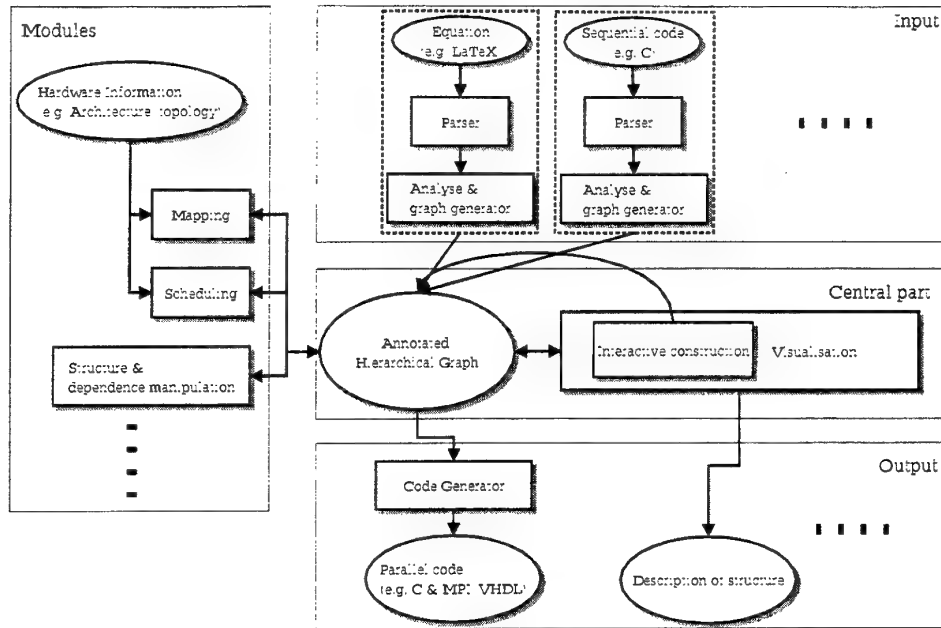 Modules
Hardware Information
(e.g. Architecture topology)
Mapping
Scheduling
Structure &
dependence manipulation
Input
Equation
(e.g. LaTeX
Sequential code
(e.g. C)
Parser
Parser
Analyse &
graph generator
Analyse &
graph generator
Central part
Annotated
Hierarchical Graph
Interactive construction
Visualisation
Output
Code Generator
Parallel code
(e.g. C & MPI, VHDL)
Description of structure